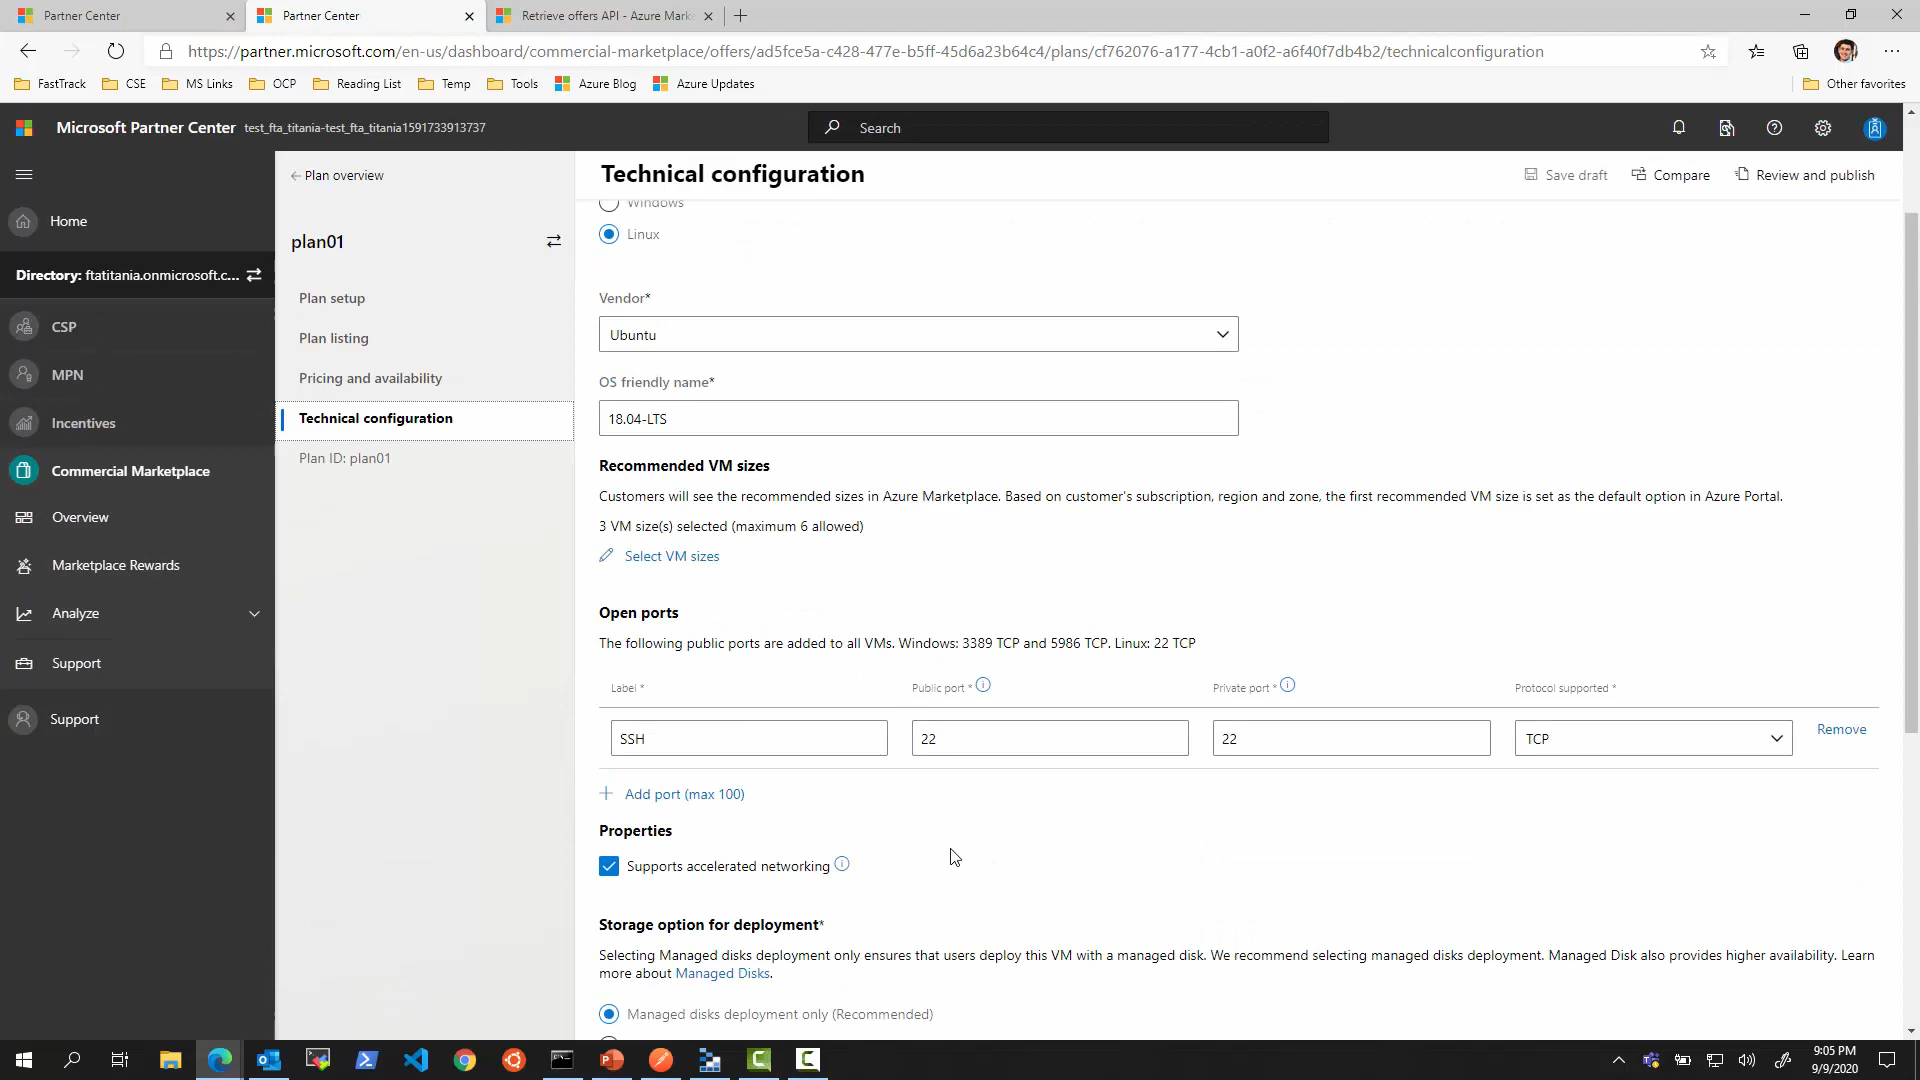 Partner Center
Partner Center
Retrieve offers API - Azure Mark
https://partner.microsoft.com/en-us/dashboard/commercial-marketplace/offers/ad5fce5a-c428-477e-b5ff-45d6a23b64c4/plans/cf762076-a177-4cb1-a0f2-a6f40f7db4b2/technicalconfiguration
FastTrack
CSE
MS Links
OCP
Reading List
Temp
Tools
Azure Blog
Azure Updates
Other favorites
Microsoft Partner Center
test_fta_titania-test_fta_titania1591733913737
Search
Home
Directory: ftatitania.onmicrosoft.c...
CSP
MPN
Incentives
Commercial Marketplace
Overview
Marketplace Rewards
Analyze
Support
Support
Plan overview
plan01
Plan setup
Plan listing
Pricing and availability
Technical configuration
Plan ID: plan01
Technical configuration
Save draft
Compare
Review and publish
Windows
Linux
Vendor*
Ubuntu
OS friendly name*
18.04-LTS
Recommended VM sizes
Customers will see the recommended sizes in Azure Marketplace. Based on customer's subscription, region and zone, the first recommended VM size is set as the default option in Azure Portal.
3 VM size(s) selected (maximum 6 allowed)
Select VM sizes
Open ports
The following public ports are added to all VMs. Windows: 3389 TCP and 5986 TCP. Linux: 22 TCP
Label *
Public port *
Private port *
Protocol supported *
SSH
22
22
TCP
Remove
Add port (max 100)
Properties
Supports accelerated networking
Storage option for deployment*
Selecting Managed disks deployment only ensures that users deploy this VM with a managed disk. We recommend selecting managed disks deployment. Managed Disk also provides higher availability. Learn
more about Managed Disks.
Managed disks deployment only (Recommended)
9:05 PM
9/9/2020